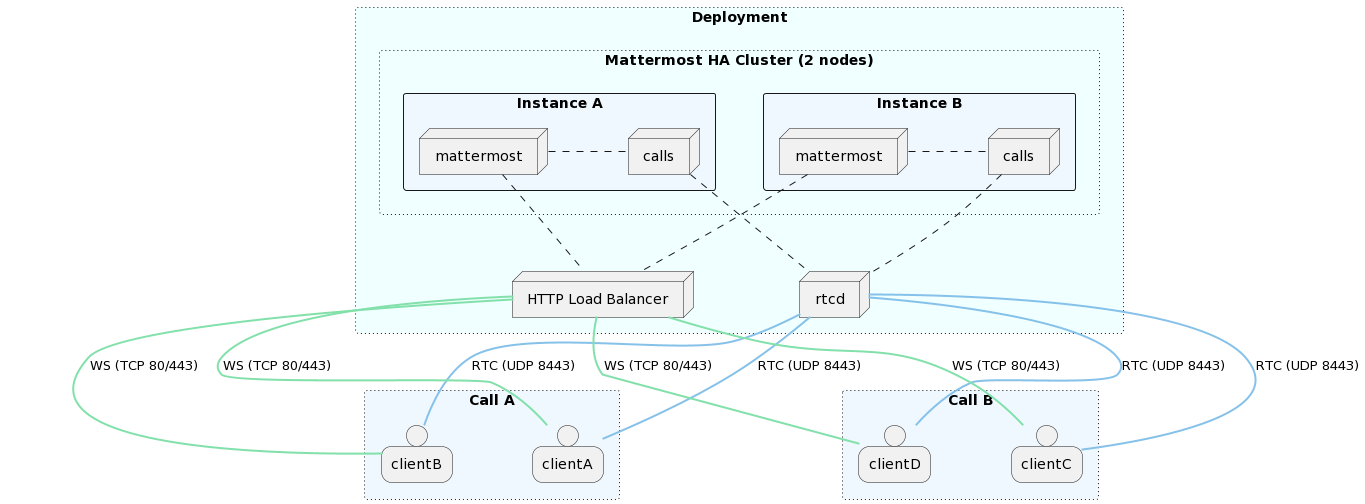 Deployment
Mattermost HA Cluster (2 nodes)
Instance A
Instance B
mattermost
calls
mattermost
calls
HTTP Load Balancer
rtcd
WS (TCP 80/443)
WS (TCP 80/443)
RTC (UDP 8443)
WS (TCP 80/443)
RTC (UDP 8443)
WS (TCP 80/443)
RTC (UDP 8443)
RTC (UDP 8443)
Call A
Call B
clientB
clientA
clientD
clientC